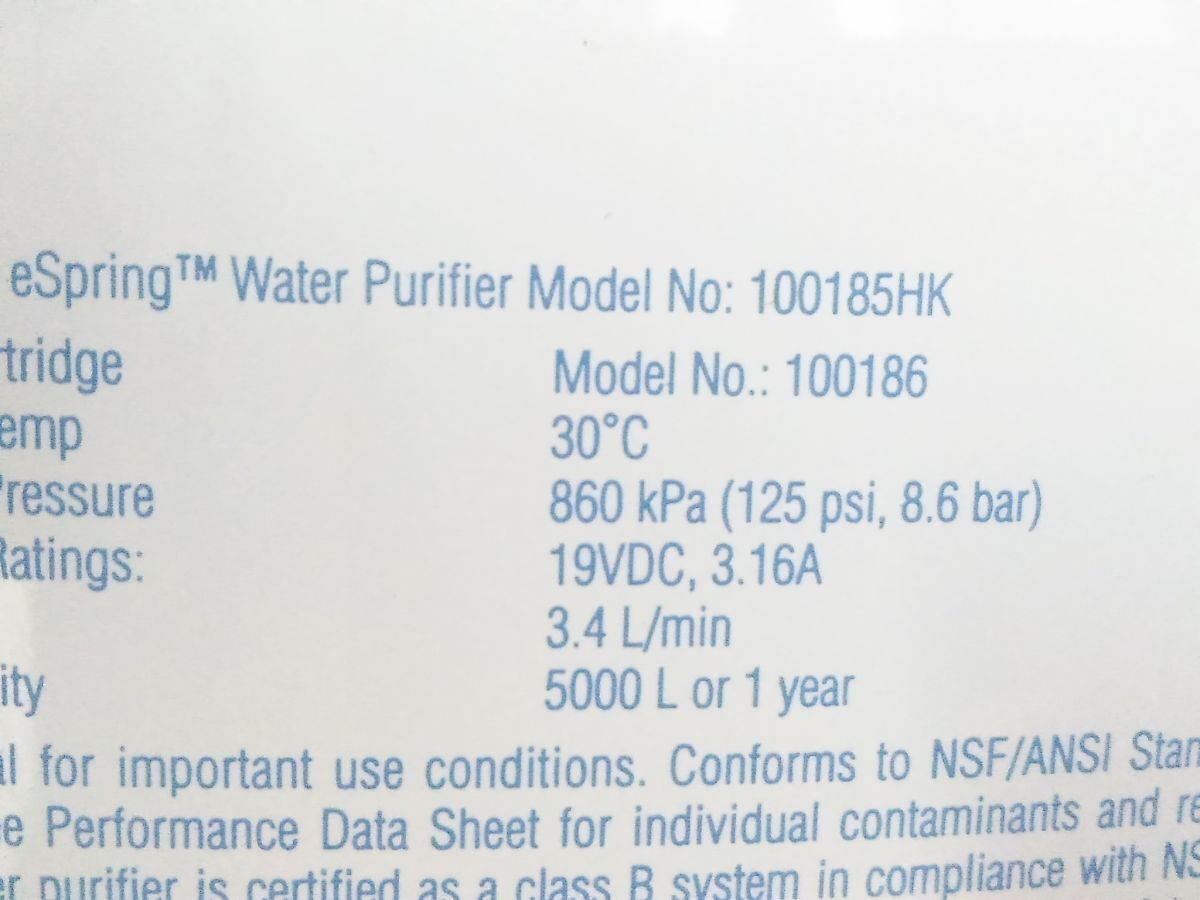 eSpring™ Water Purifier Model No: 100185HK
tridge Model No.: 100186
emp 30°C
ressure 860 kPa (125 psi, 8.6 bar)
atings: 19VDC, 3.16A
3.4 L/min
ity 5000 L or 1 year
l for important use conditions. Conforms to NSF/ANSI Stan
e Performance Data Sheet for individual contaminants and re
er purifier is certified as a class B system in compliance with NS